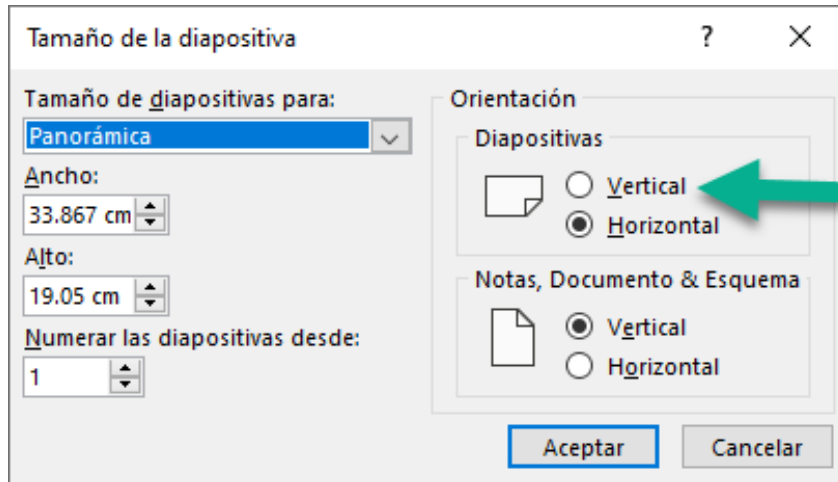 Tamaño de la diapositiva
?
Tamaño de diapositivas para:
Panorámica
Ancho:
33.867 cm
Alto:
19.05 cm
Numerar las diapositivas desde:
1
Orientación
Diapositivas
Vertical
Horizontal
Notas, Documento & Esquema
Vertical
Horizontal
Aceptar
Cancelar